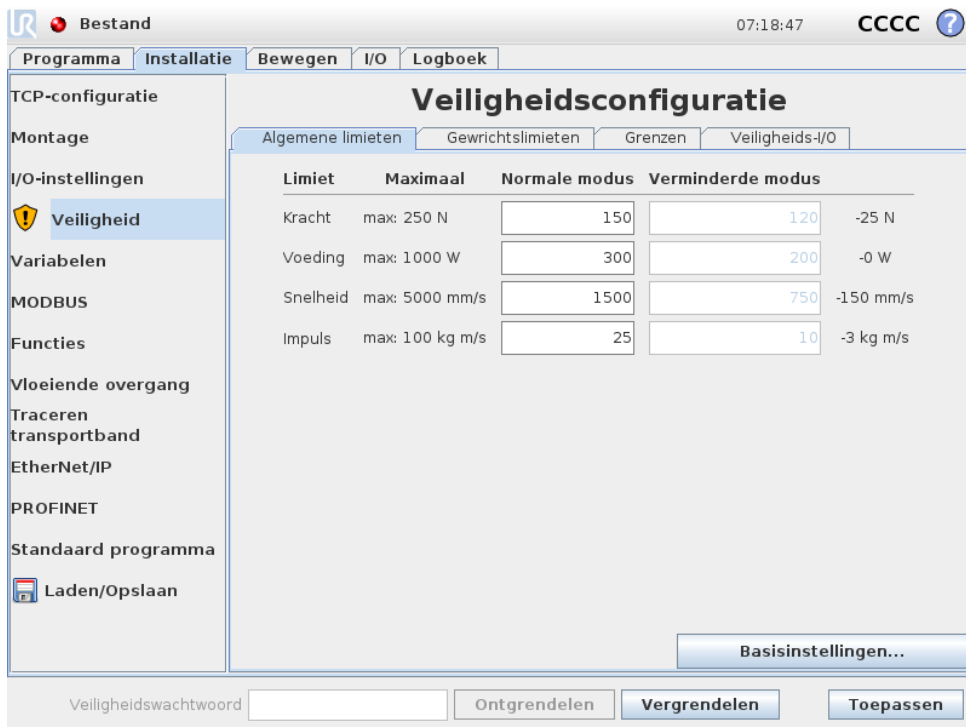 UR Bestand 07:18:47 CCCC ?
Programma Installatie Bewegen I/O Logboek
TCP-configuratie
Montage
I/O-instellingen
Veiligheid
Variabelen
MODBUS
Functies
Vloeiende overgang
Traceren
transportband
EtherNet/IP
PROFINET
Standaard programma
Laden/Opslaan
Veiligheidsconfiguratie
Algemene limieten Gewrichtslimieten Grenzen Veiligheids-I/O
Limiet Maximaal Normale modus Verminderde modus
Kracht max: 250 N 150 120 -25 N
Voeding max: 1000 W 300 200 -0 W
Snelheid max: 5000 mm/s 1500 750 -150 mm/s
Impuls max: 100 kg m/s 25 10 -3 kg m/s
Basisinstellingen...
Veiligheidswachtwoord Ontgrendelen Vergrendelen Toepassen